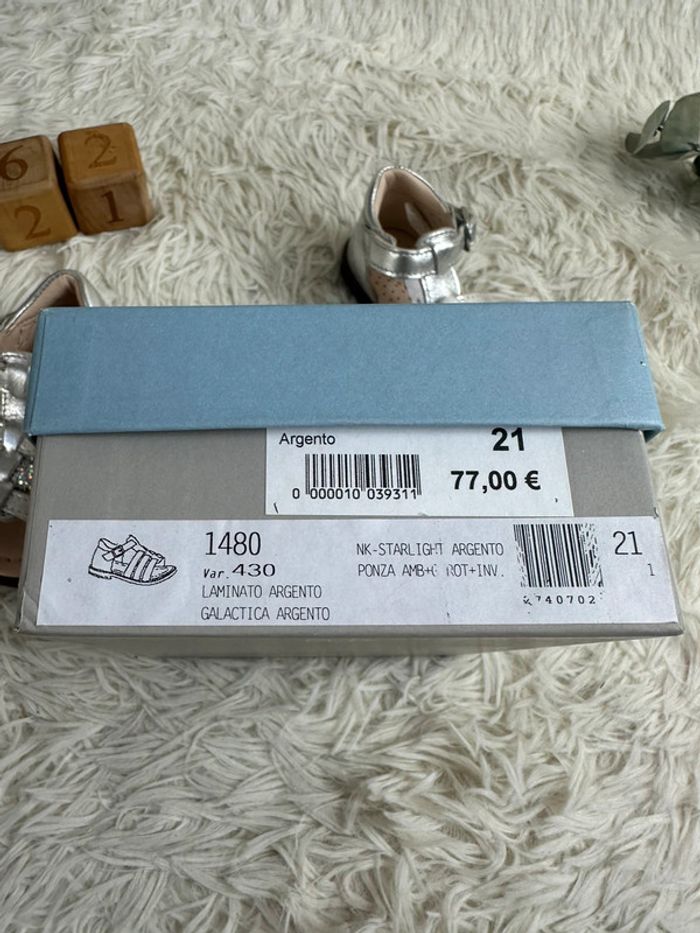 6 2
2 1
Argento 21
77,00 €
0 000010 039311
1480 NK-STARLIGHT ARGENTO 21
Var. 430 PONZA ROT+INV. 1
LAMINATO ARGENTO 740702
GALACTICA ARGENTO